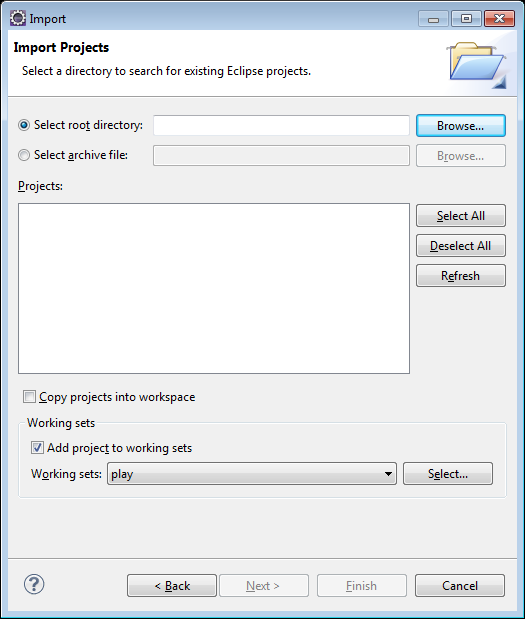 Import
Import Projects
Select a directory to search for existing Eclipse projects.
Select root directory:
Browse...
Select archive file:
Browse...
Projects:
Select All
Deselect All
Refresh
Copy projects into workspace
Working sets
Add project to working sets
Working sets: play Select...
? < Back Next > Finish Cancel